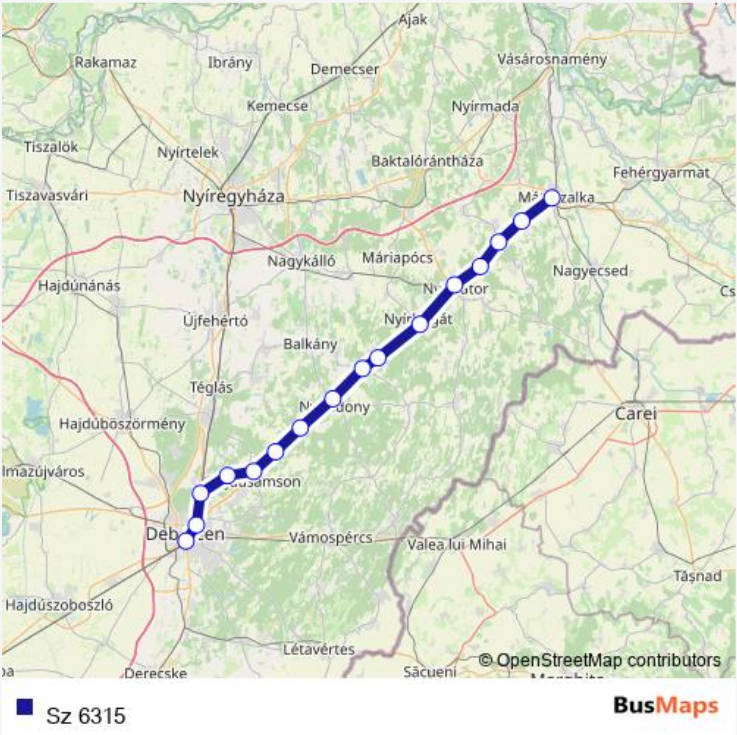 Ajak
Rakamaz
Ibrány
Vásárosnamény
Demecser
Kemecse
Nyírmada
Tiszalök
Nyírtelek
Baktalórántháza
Fehérgyarmat
Tiszavasvári
Nyíregyháza
Nagykálló
Máriapócs
Nagyecsed
Hajdúnánás
Újfehértó
Balkány
Téglás
Carei
Hajdúböszörmény
lmazújváros
Vámospércs
Valea lui Mihai
Tășnad
Hajdúszoboszló
Létavértes
© OpenStreetMap contributors
Derecske
Săcueni
Sz 6315
BusMaps